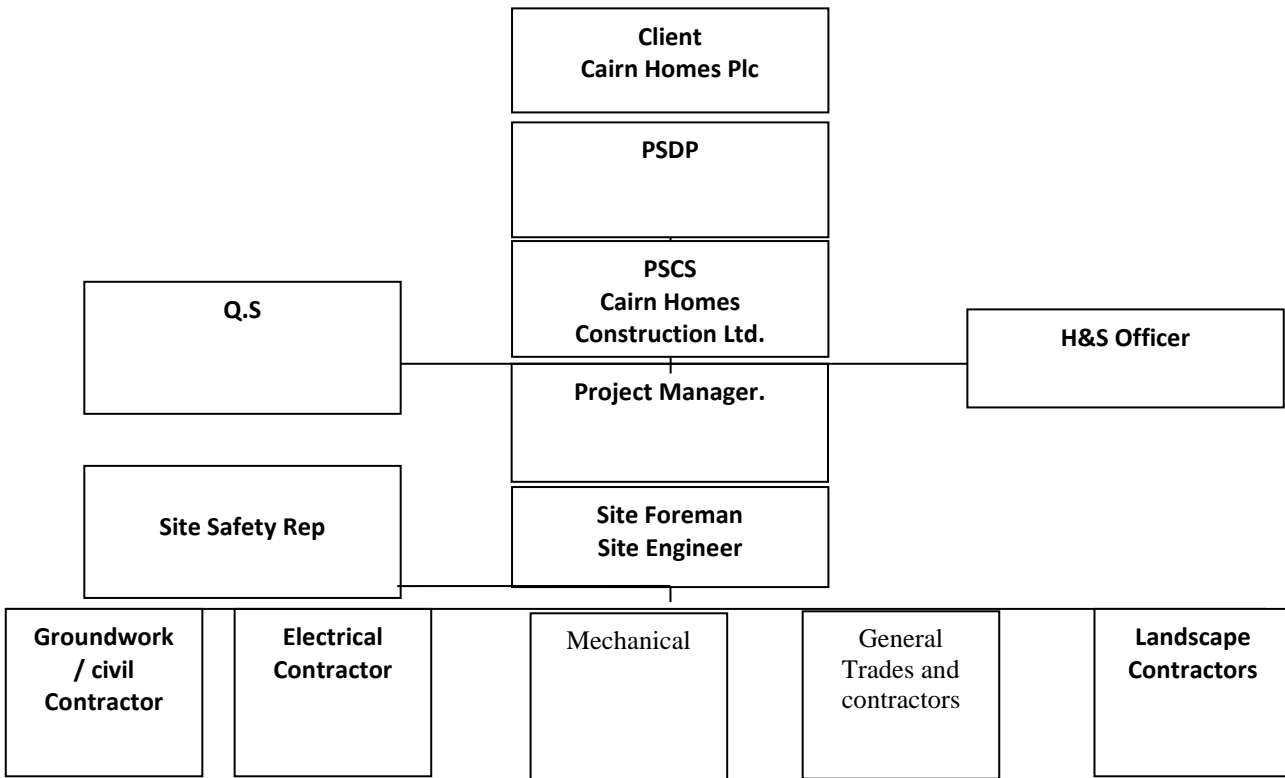 Client
Cairn Homes Plc
PSDP
PSCS
Cairn Homes
Construction Ltd.
Q.S
H&S Officer
Project Manager.
Site Safety Rep
Site Foreman
Site Engineer
Groundwork
/ civil
Contractor
Electrical
Contractor
Mechanical
General
Trades and
contractors
Landscape
Contractors